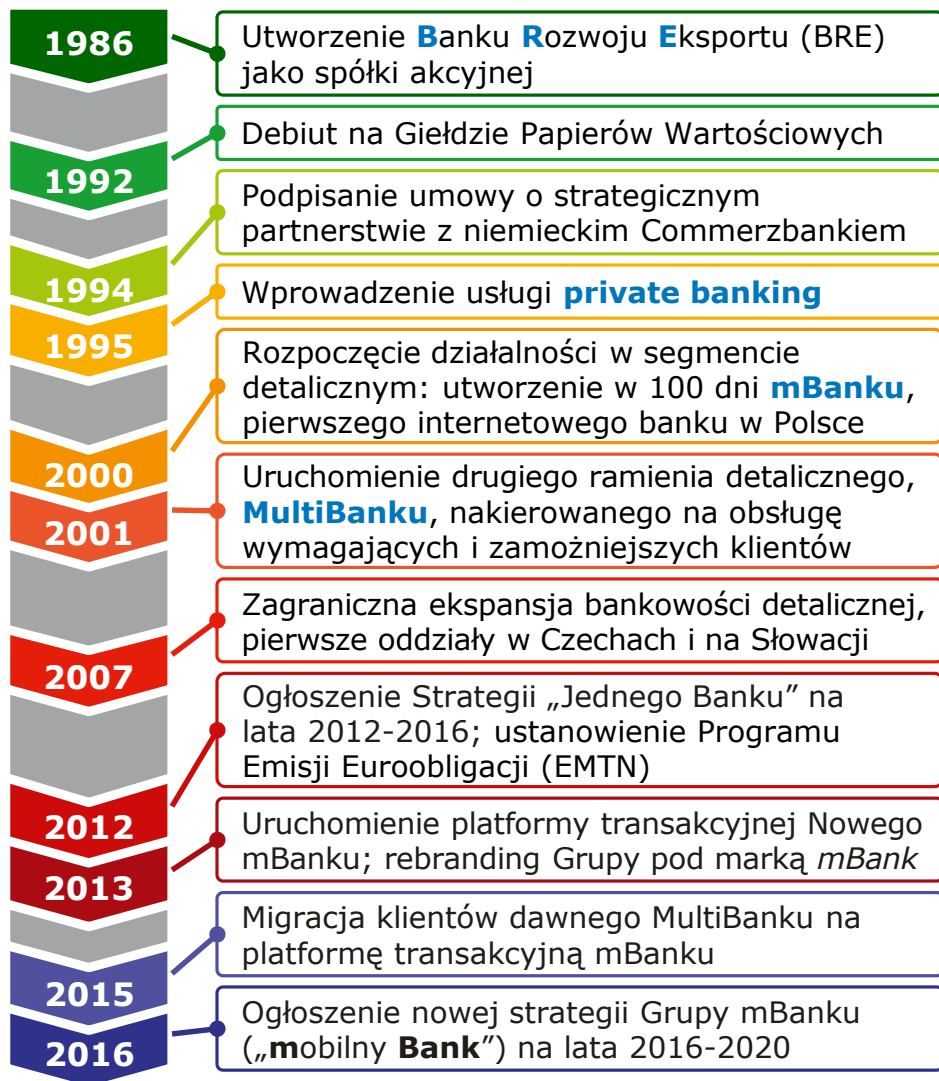 1986
Utworzenie Banku Rozwoju Eksportu (BRE)
jako spółki akcyjnej
1992
Debiut na Giełdzie Papierów Wartościowych
1994
Podpisanie umowy o strategicznym
partnerstwie z niemieckim Commerzbankiem
1995
Wprowadzenie usługi private banking
2000
Rozpoczęcie działalności w segmencie
detalicznym: utworzenie w 100 dni mBanku,
pierwszego internetowego banku w Polsce
2001
Uruchomienie drugiego ramienia detalicznego,
MultiBanku, nakierowanego na obsługę
wymagających i zamożniejszych klientów
2007
Zagraniczna ekspansja bankowości detalicznej,
pierwsze oddziały w Czechach i na Słowacji
2012
Ogłoszenie Strategii „Jednego Banku” na
lata 2012-2016; ustanowienie Programu
Emisji Euroobligacji (EMTN)
2013
Uruchomienie platformy transakcyjnej Nowego
mBanku; rebranding Grupy pod marką mBank
2015
Migracja klientów dawnego MultiBanku na
platformę transakcyjną mBanku
2016
Ogłoszenie nowej strategii Grupy mBanku
(„mobilny Bank”) na lata 2016-2020